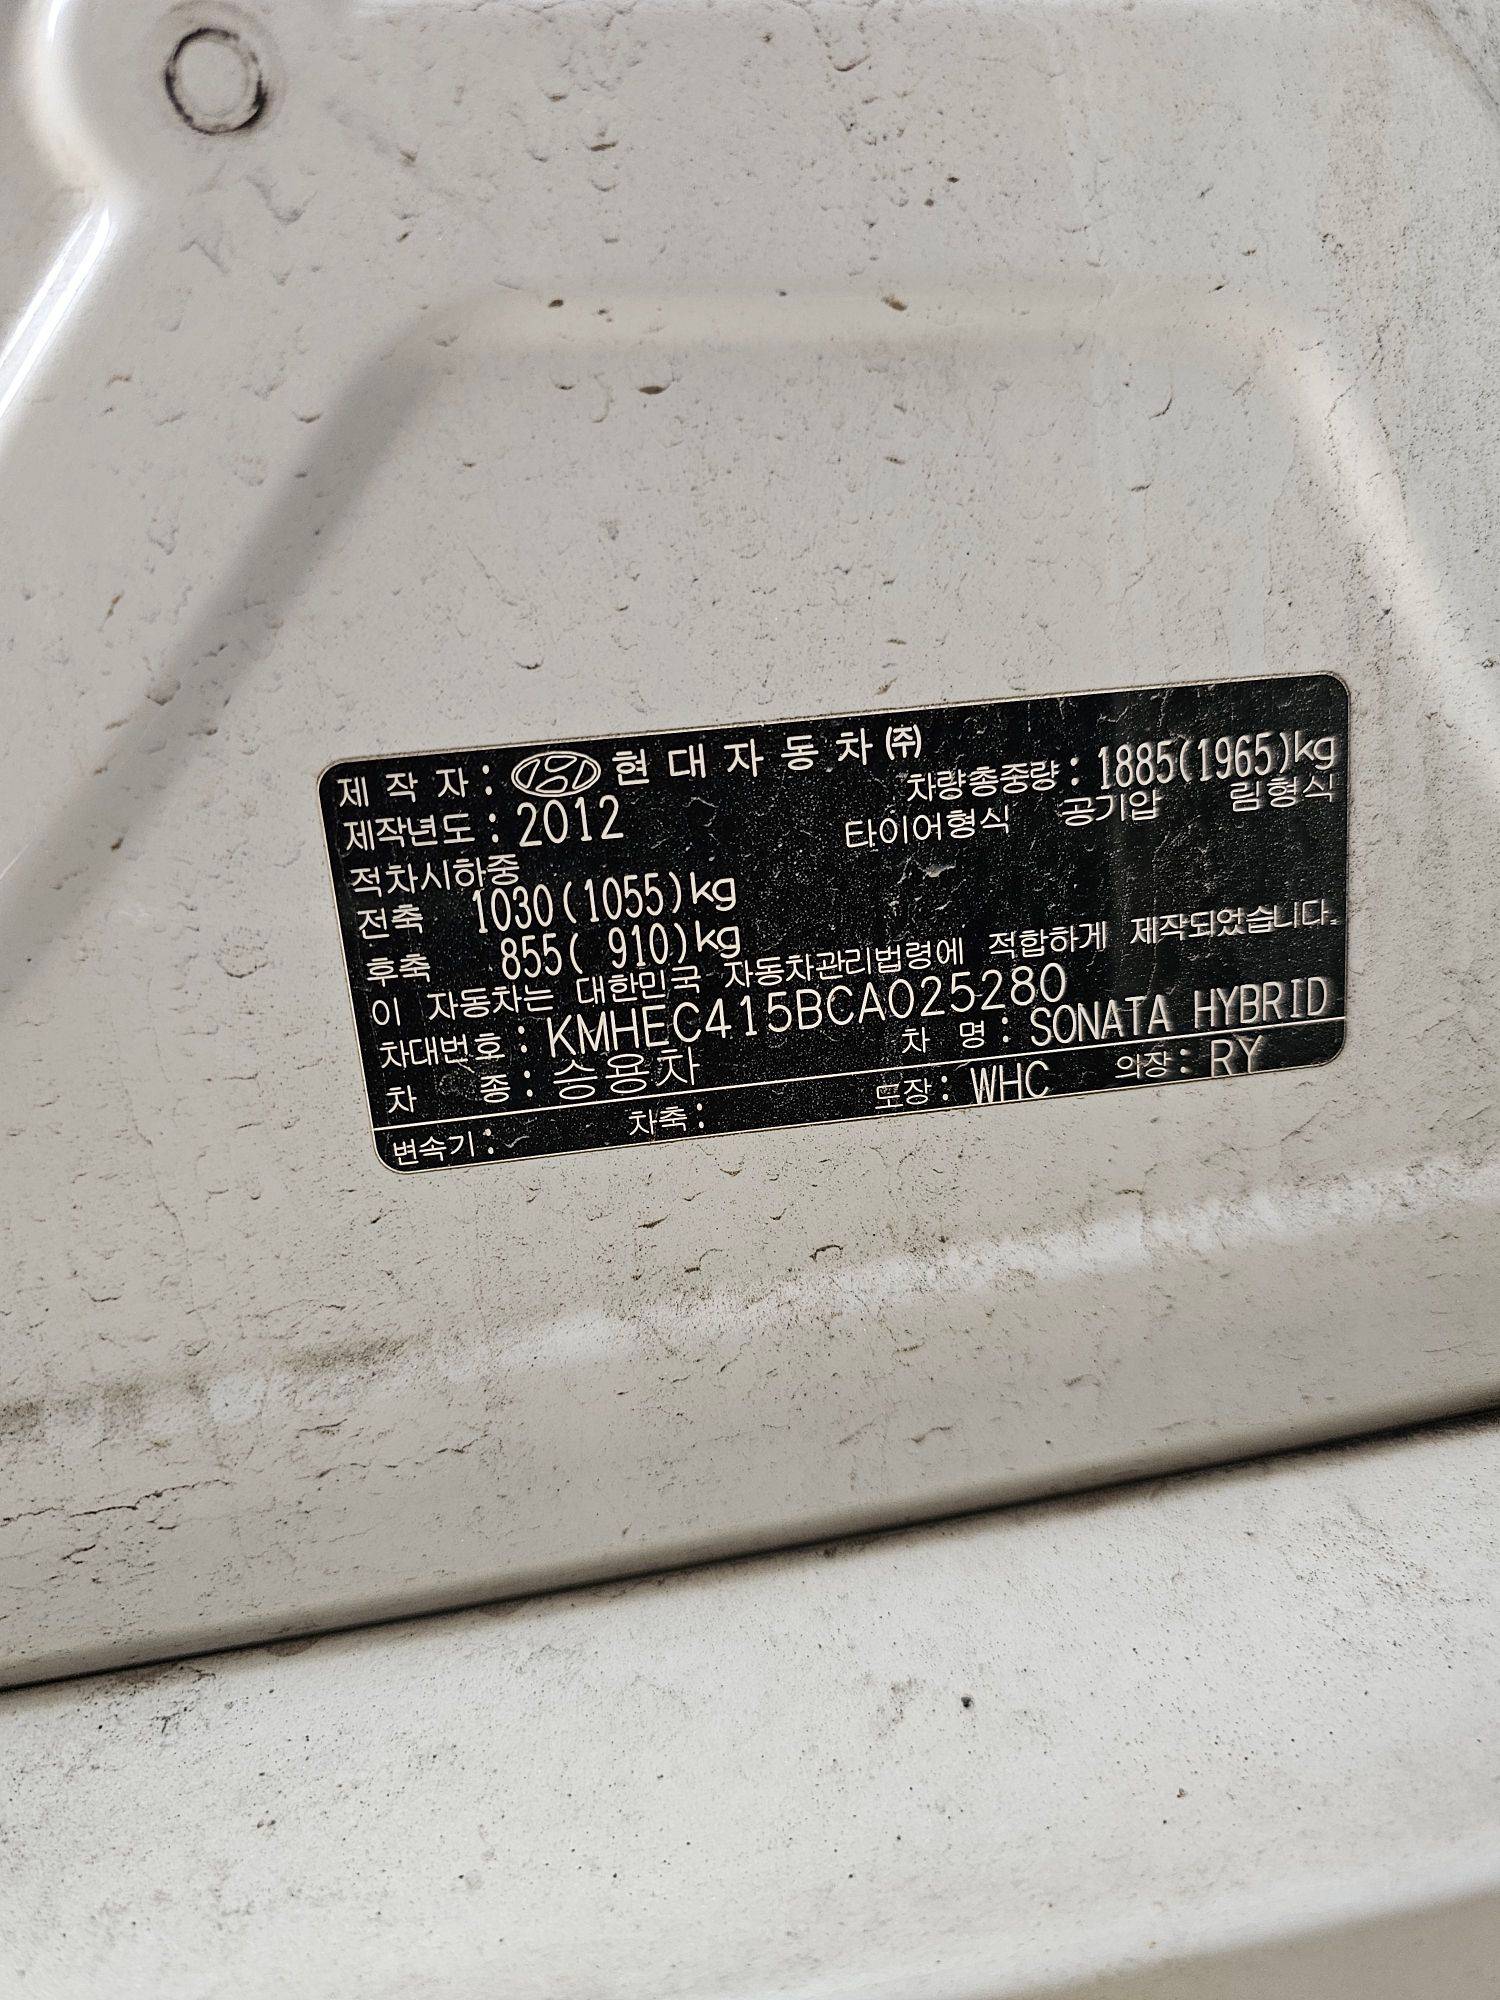 제 작 자 : 현 대 자 동 차 ㈜
제작년도 : 2012 차량총중량 : 1885(1965)kg
적차시하중 타이어형식 공기압 림형식
전축 1030(1055)kg
후축 855( 910)kg
이 자동차는 대한민국 자동차관리법령에 적합하게 제작되었습니다.
차대번호 : KMHEC415BCA025280
차 종 : 승용차 차 명 : SONATA HYBRID
변속기 : 차축 : 도장 : WHC 의장 : RY